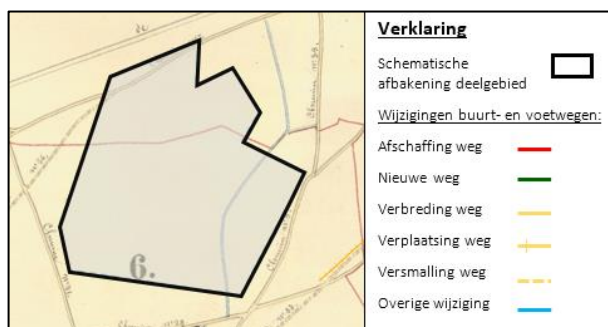 Verklaring
Schematische
afbakening deelgebied
Wijzigingen buurt- en voetwegen:
Afschaffing weg
Nieuwe weg
Verbreding weg
Verplaatsing weg
Versmalling weg
Overige wijziging
6.